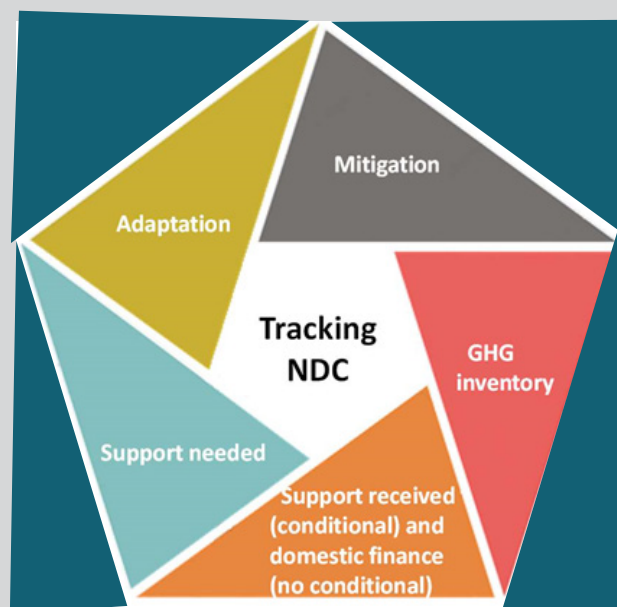 Mitigation
Adaptation
Tracking
NDC
GHG
inventory
Support needed
Support received
(conditional) and
domestic finance
(no conditional)